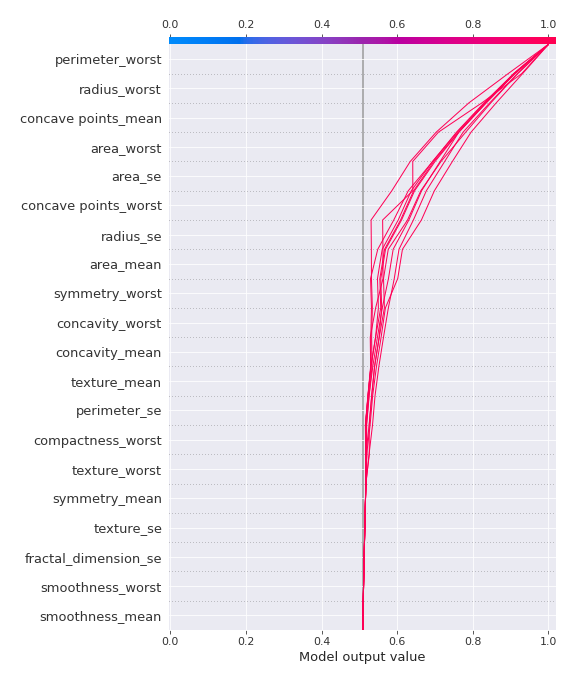 0.0 0.2 0.4 0.6 0.8 1.0
perimeter_worst
radius_worst
concave points_mean
area_worst
area_se
concave points_worst
radius_se
area_mean
symmetry_worst
concavity_worst
concavity_mean
texture_mean
perimeter_se
compactness_worst
texture_worst
symmetry_mean
texture_se
fractal_dimension_se
smoothness_worst
smoothness_mean
0.0 0.2 0.4 0.6 0.8 1.0
Model output value